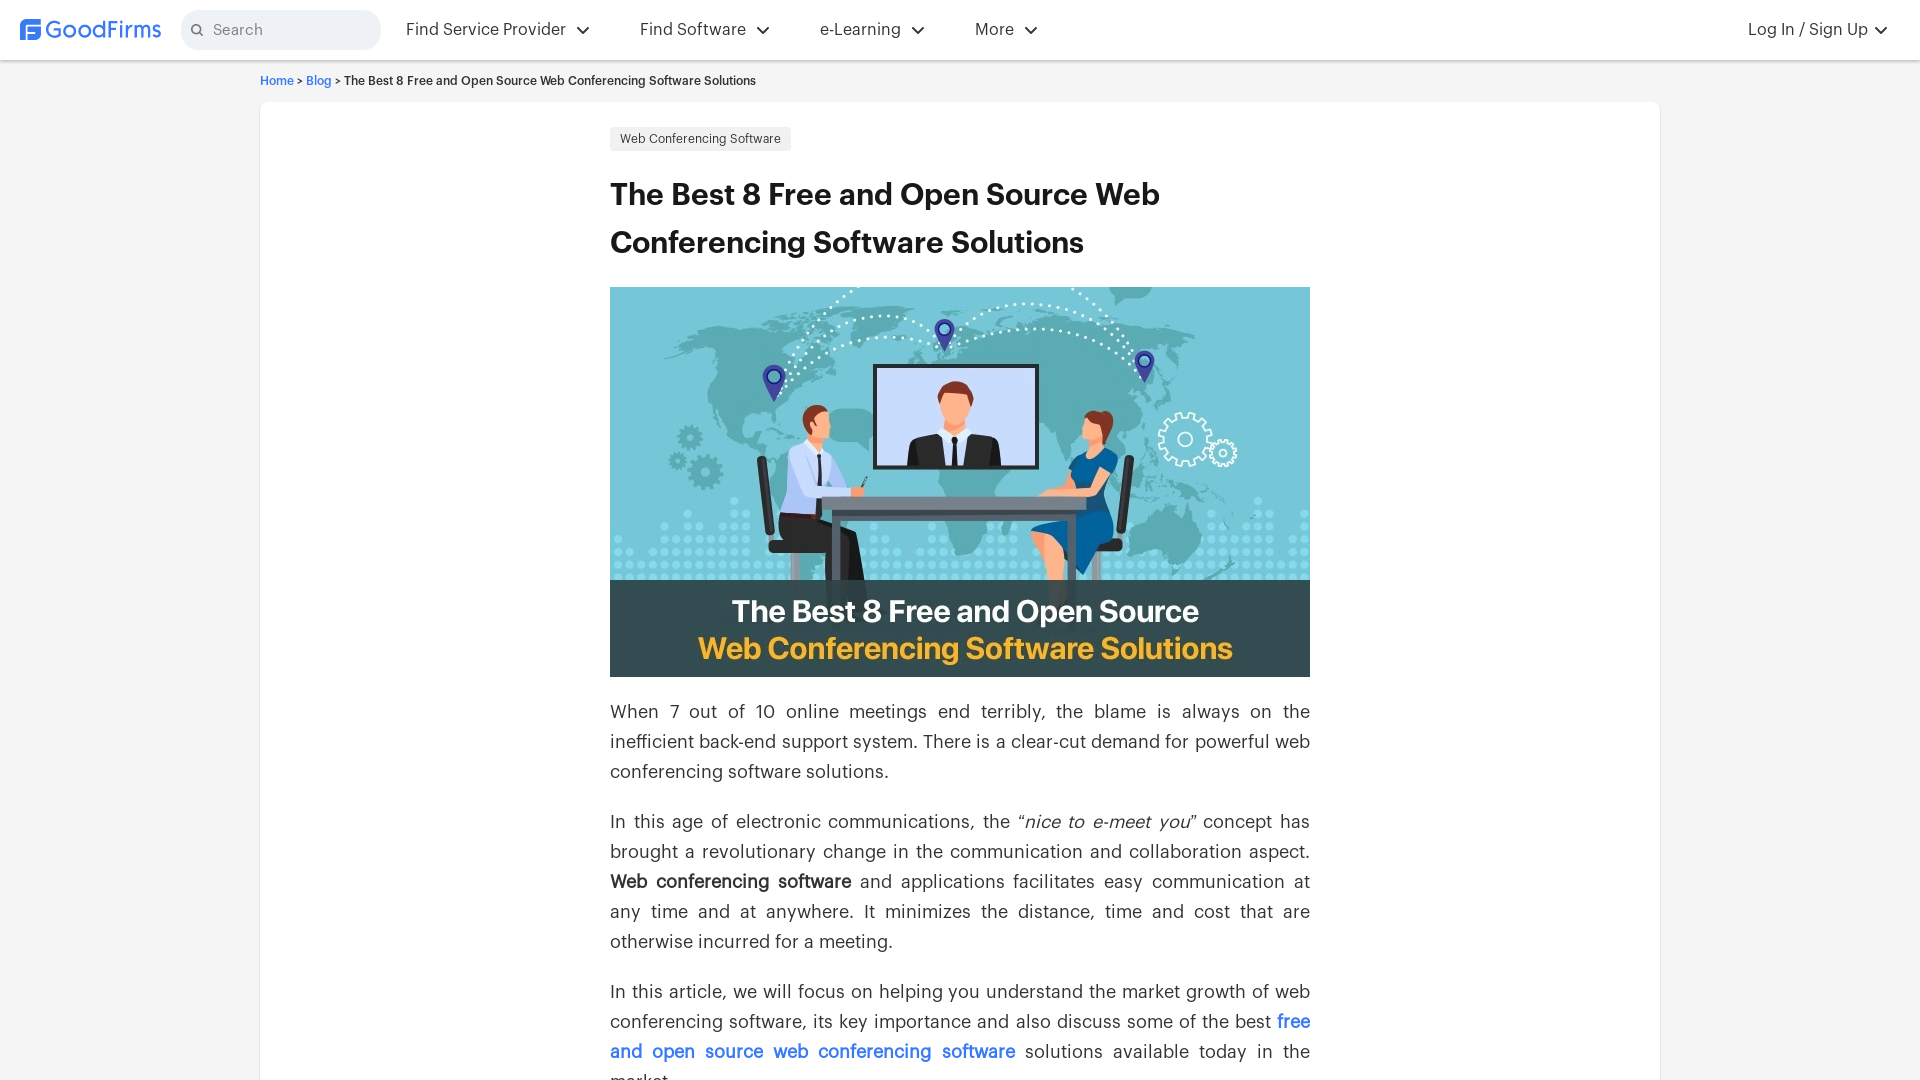 GoodFirms Search Find Service Provider Find Software e-Learning More Log In / Sign Up
Home > Blog > The Best 8 Free and Open Source Web Conferencing Software Solutions
Web Conferencing Software
The Best 8 Free and Open Source Web
Conferencing Software Solutions
The Best 8 Free and Open Source
Web Conferencing Software Solutions
When 7 out of 10 online meetings end terribly, the blame is always on the
inefficient back-end support system. There is a clear-cut demand for powerful web
conferencing software solutions.
In this age of electronic communications, the “nice to e-meet you” concept has
brought a revolutionary change in the communication and collaboration aspect.
Web conferencing software and applications facilitates easy communication at
any time and at anywhere. It minimizes the distance, time and cost that are
otherwise incurred for a meeting.
In this article, we will focus on helping you understand the market growth of web
conferencing software, its key importance and also discuss some of the best free
and open source web conferencing software solutions available today in the
market.